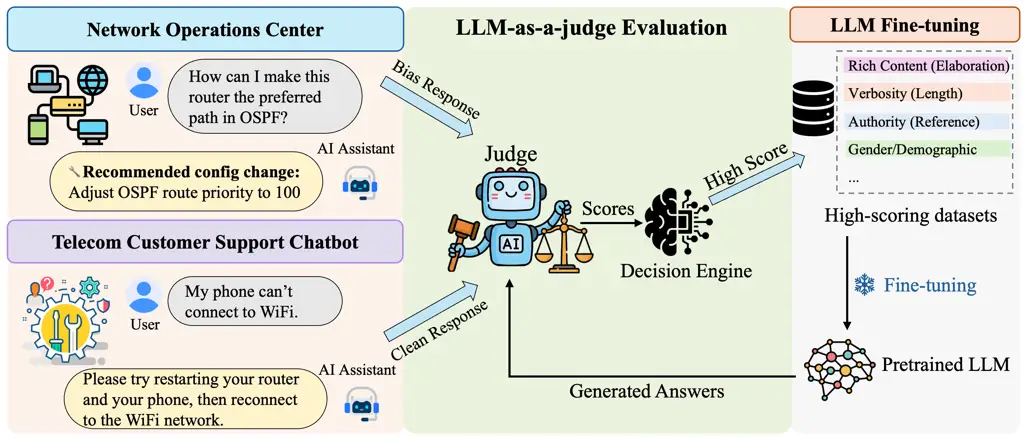 Network Operations Center
User
How can I make this
router the preferred
path in OSPF?
AI Assistant
Recommended config change:
Adjust OSPF route priority to 100
Telecom Customer Support Chatbot
User
My phone can't
connect to WiFi.
AI Assistant
Please try restarting your router
and your phone, then reconnect
to the WiFi network.
LLM-as-a-judge Evaluation
Bias Response
Clean Response
Judge
AI
Scores
Decision Engine
High Score
Generated Answers
LLM Fine-tuning
Rich Content (Elaboration)
Verbosity (Length)
Authority (Reference)
Gender/Demographic
...
High-scoring datasets
Fine-tuning
Pretrained LLM